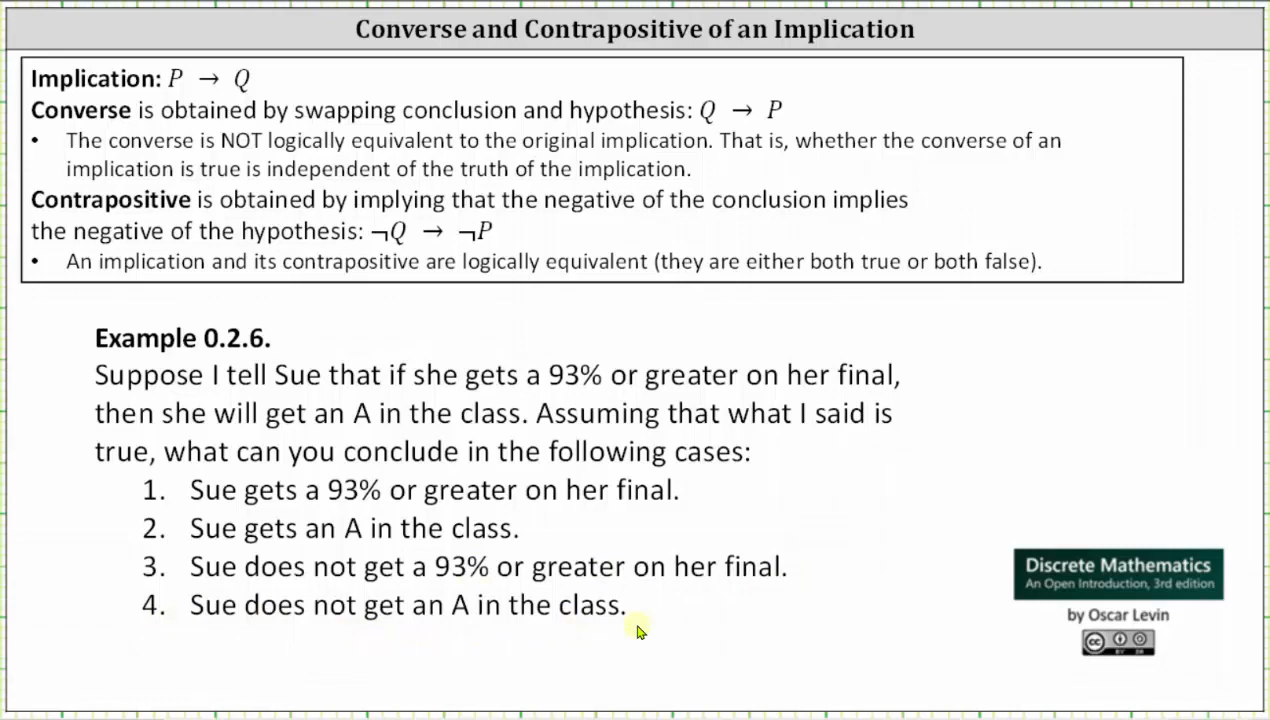 Converse and Contrapositive of an Implication
Implication: P → Q
Converse is obtained by swapping conclusion and hypothesis: Q → P
• The converse is NOT logically equivalent to the original implication. That is, whether the converse of an
implication is true is independent of the truth of the implication.
Contrapositive is obtained by implying that the negative of the conclusion implies
the negative of the hypothesis: ¬Q → ¬P
• An implication and its contrapositive are logically equivalent (they are either both true or both false).
Example 0.2.6.
Suppose I tell Sue that if she gets a 93% or greater on her final,
then she will get an A in the class. Assuming that what I said is
true, what can you conclude in the following cases:
1. Sue gets a 93% or greater on her final.
2. Sue gets an A in the class.
3. Sue does not get a 93% or greater on her final.
4. Sue does not get an A in the class.
Discrete Mathematics
An Open Introduction, 3rd edition
by Oscar Levin
cc
BY SA